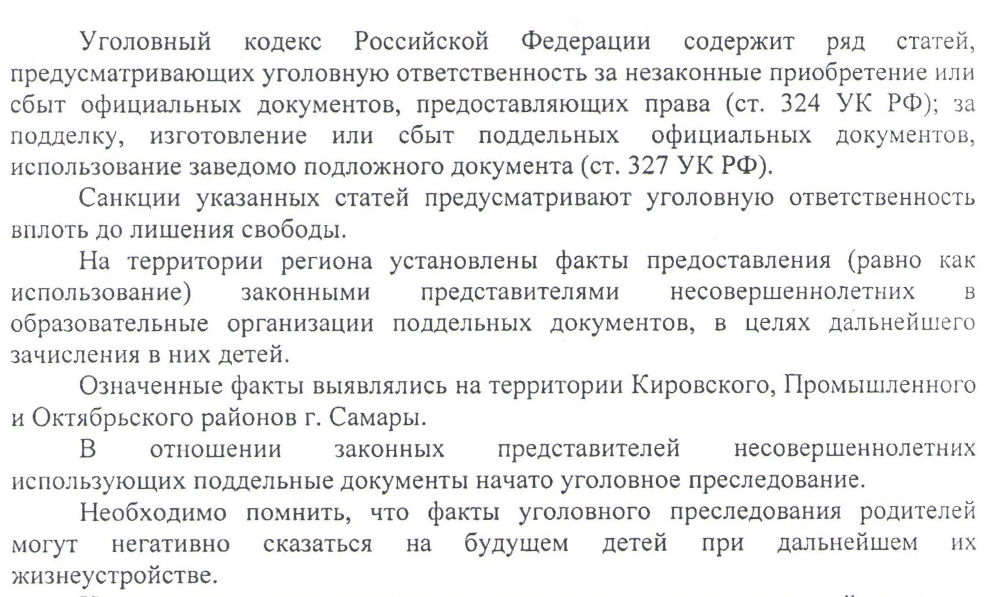 Уголовный кодекс Российской Федерации содержит ряд статей,
предусматривающих уголовную ответственность за незаконные приобретение или
сбыт официальных документов, предоставляющих права (ст. 324 УК РФ); за
подделку, изготовление или сбыт поддельных официальных документов,
использование заведомо подложного документа (ст. 327 УК РФ).
Санкции указанных статей предусматривают уголовную ответственность
вплоть до лишения свободы.
На территории региона установлены факты предоставления (равно как
использование) законными представителями несовершеннолетних в
образовательные организации поддельных документов, в целях дальнейшего
зачисления в них детей.
Означенные факты выявлялись на территории Кировского, Промышленного
и Октябрьского районов г. Самары.
В отношении законных представителей несовершеннолетних
использующих поддельные документы начато уголовное преследование.
Необходимо помнить, что факты уголовного преследования родителей
могут негативно сказаться на будущем детей при дальнейшем их
жизнеустройстве.